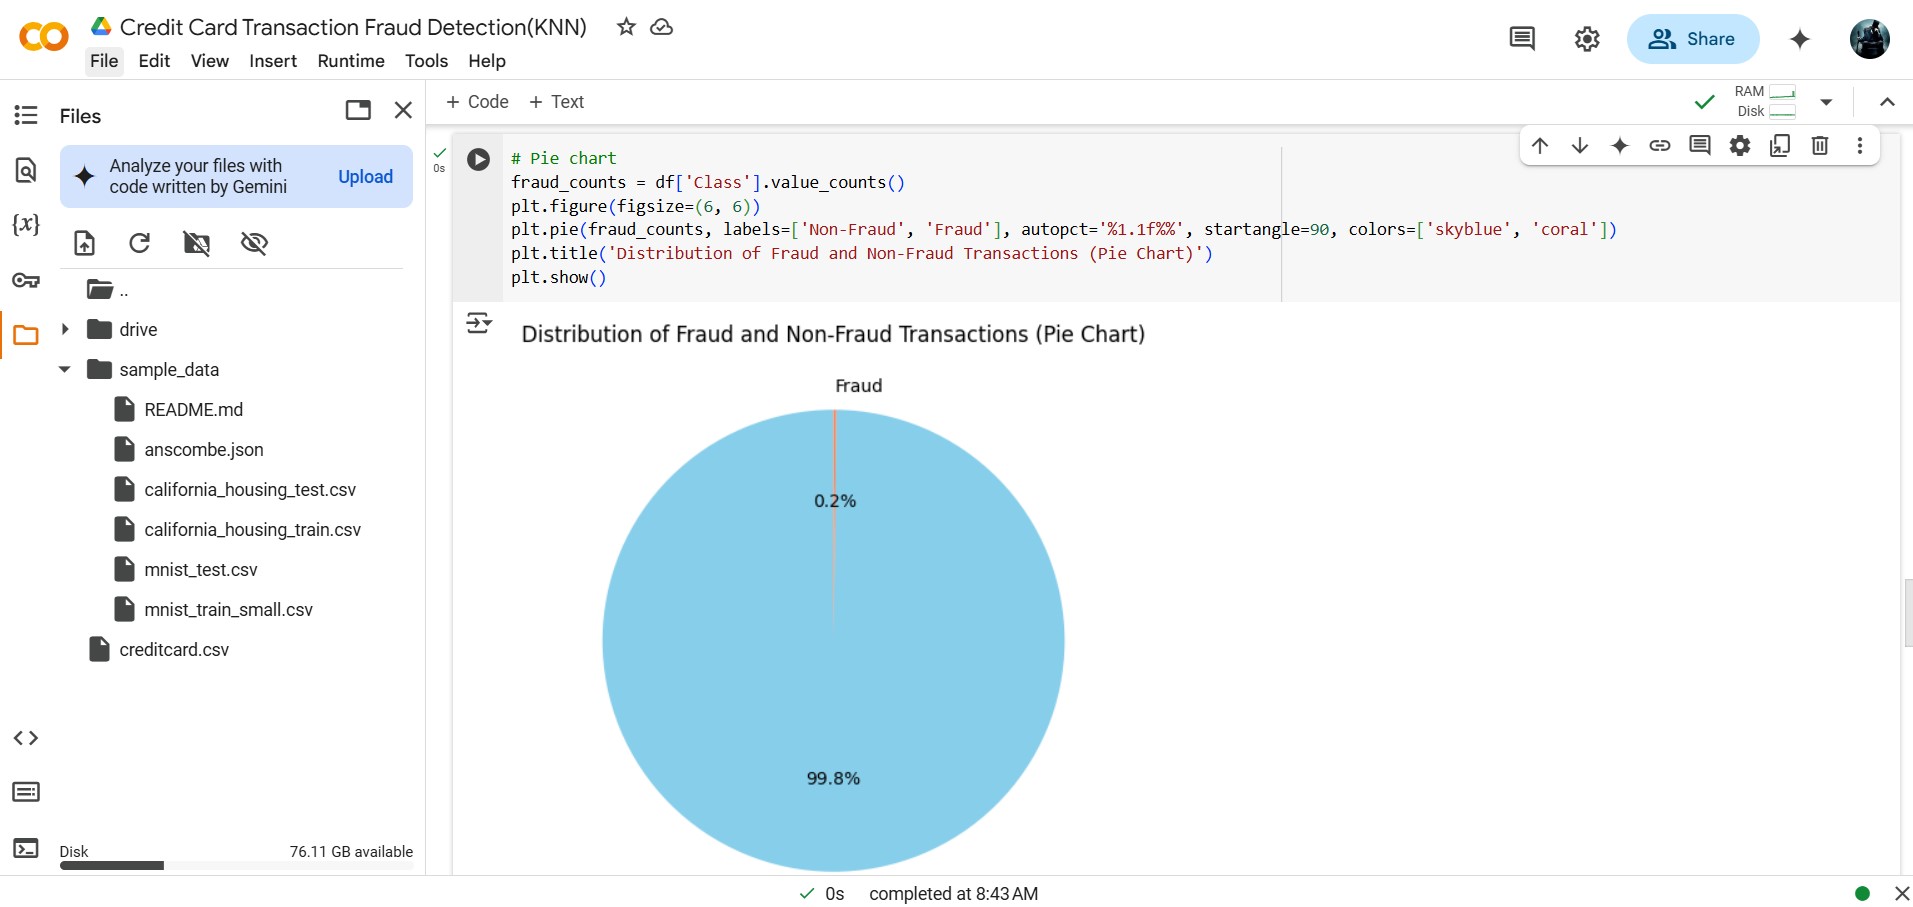 Credit Card Transaction Fraud Detection(KNN)
File Edit View Insert Runtime Tools Help
Share
Files
Analyze your files with
code written by Gemini
Upload
{x}
..
drive
sample_data
README.md
anscombe.json
california_housing_test.csv
california_housing_train.csv
mnist_test.csv
mnist_train_small.csv
creditcard.csv
Disk 76.11 GB available
+ Code + Text
RAM
Disk
0s
# Pie chart
fraud_counts = df['Class'].value_counts()
plt.figure(figsize=(6, 6))
plt.pie(fraud_counts, labels=['Non-Fraud', 'Fraud'], autopct='%1.1f%%', startangle=90, colors=['skyblue', 'coral'])
plt.title('Distribution of Fraud and Non-Fraud Transactions (Pie Chart)')
plt.show()
Distribution of Fraud and Non-Fraud Transactions (Pie Chart)
Fraud
0.2%
99.8%
0s completed at 8:43 AM